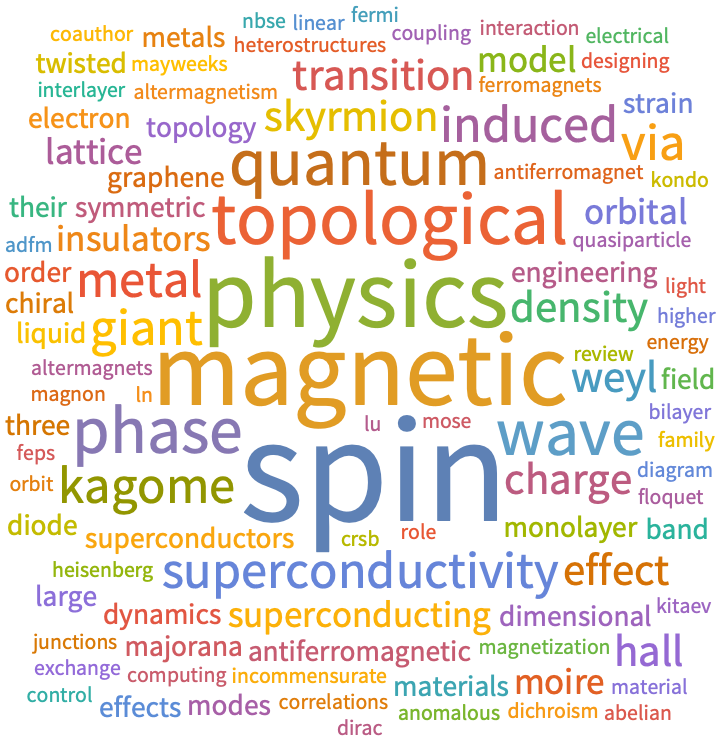 nbse linear fermi
coauthor metals heterostructures coupling interaction electrical
twisted mayweeks transition model designing
interlayer altermagnetism ferromagnets
electron topology skyrmion induced strain
lattice quantum via
graphene antiferromagnet kondo
their symmetric topological orbital
adfm insulators quasiparticle
order metal physics engineering light
chiral density higher
liquid giant energy
altermagnets magnetic review weyl field
magnon ln
three phase lu mose wave bilayer
feps family
orbit kagome spin charge diagram
floquet
diode superconductors crsb role monolayer band
heisenberg superconductivity effect
large
dynamics superconducting dimensional kitaev
junctions majorana antiferromagnetic magnetization hall
exchange computing incommensurate materials moire material
control effects modes correlations anomalous dichroism abelian
dirac